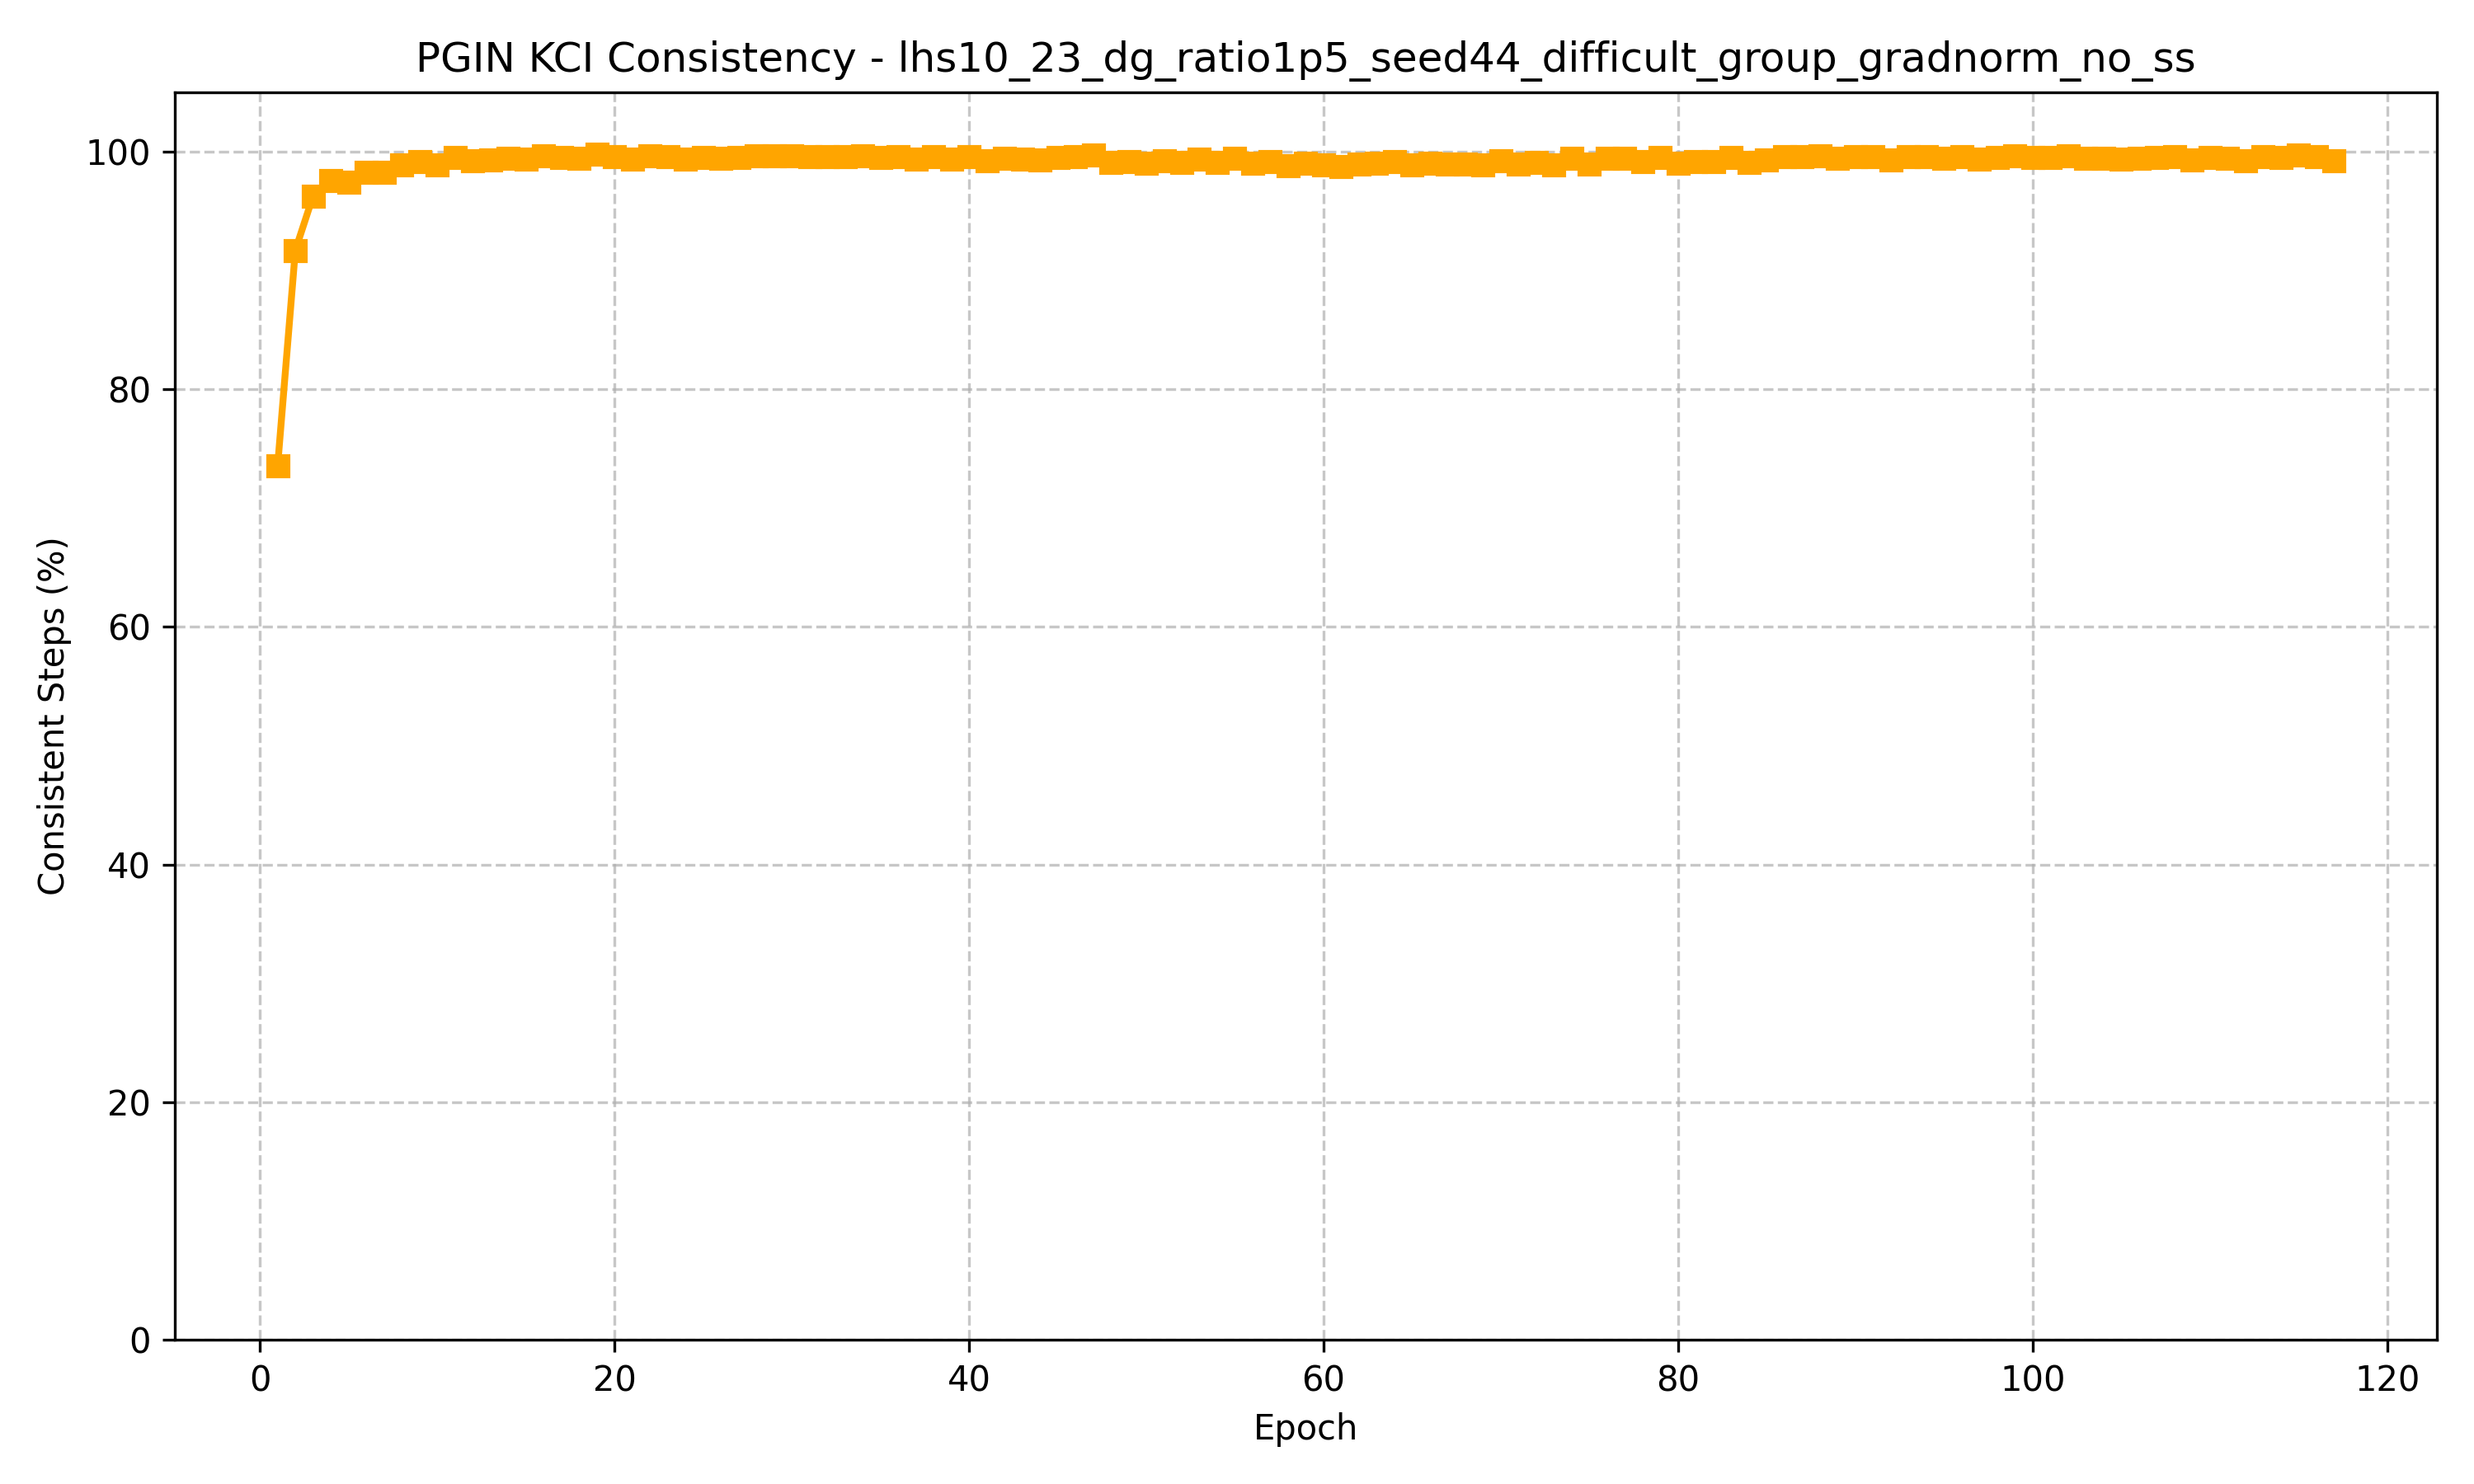 PGIN KCI Consistency - lhs10_23_dg_ratio1p5_seed44_difficult_group_gradnorm_no_ss
100
80
60
40
20
0
Consistent Steps (%)
0 20 40 60 80 100 120
Epoch